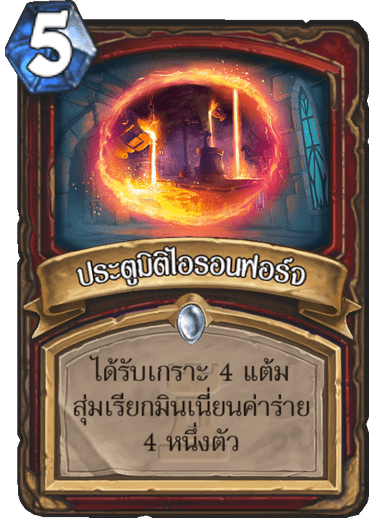 5
ประตูมิติไอรอนฟอร์จ
ได้รับเกราะ 4 แต้ม
สุ่มเรียกมินเนี่ยนค่าร่าย
4 หนึ่งตัว